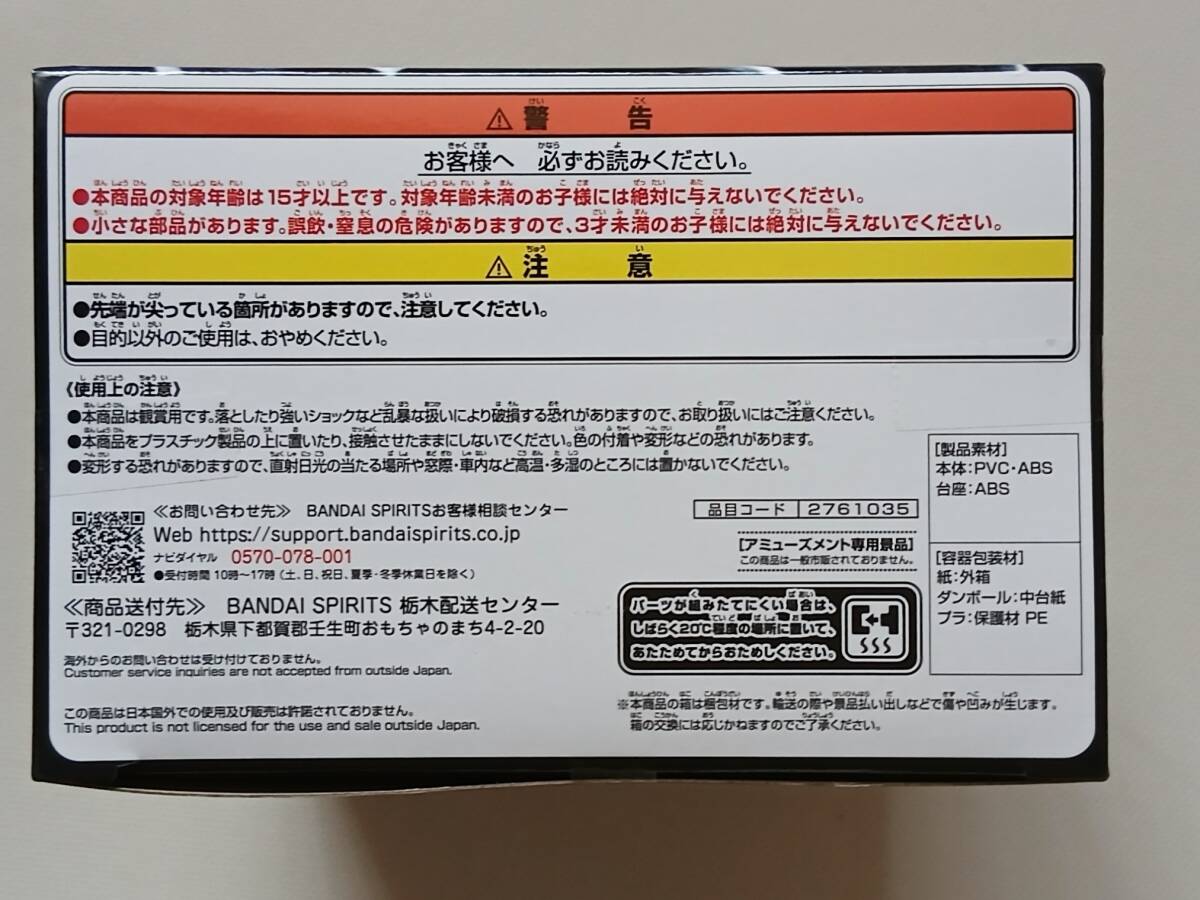 ⚠警告
お客様へ 必ずお読みください。
●本商品の対象年齢は15才以上です。対象年齢未満のお子様には絶対に与えないでください。
●小さな部品があります。誤飲・窒息の危険がありますので、3才未満のお子様には絶対に与えないでください。
⚠注意
●先端が尖っている箇所がありますので、注意してください。
●目的以外のご使用は、おやめください。
《使用上の注意》
●本商品は観賞用です。落としたり強いショックなど乱暴な扱いにより破損する恐れがありますので、お取り扱いにはご注意ください。
●本商品をプラスチック製品の上に置いたり、接触させたままにしないでください。色の付着や変形などの恐れがあります。
●変形する恐れがありますので、直射日光の当たる場所や窓際・車内など高温・多湿のところには置かないでください。
≪お問い合わせ先≫ BANDAI SPIRITSお客様相談センター
Web https://support.bandaispirits.co.jp
ナビダイヤル 0570-078-001
●受付時間 10時〜17時(土、日、祝日、夏季・冬季休業日を除く)
≪商品送付先≫ BANDAI SPIRITS 栃木配送センター
〒321-0298 栃木県下都賀郡壬生町おもちゃのまち4-2-20
海外からのお問い合わせは受け付けておりません。
Customer service inquiries are not accepted from outside Japan.
この商品は日本国外での使用及び販売は許諾されておりません。
This product is not licensed for the use and sale outside Japan.
品目コード 2761035
[アミューズメント専用景品]
この商品は一般市販されておりません。
パーツが組みたてにくい場合は、
しばらく20℃程度の場所に置いて、
あたためてからおためしください。
※本商品の箱は梱包材です。輸送の際や景品払い出しなどで傷や凹みが生じます。
箱の交換には応じかねますのでご了承ください。
[製品素材]
本体:PVC・ABS
台座:ABS
[容器包装材]
紙:外箱
ダンボール:中台紙
プラ:保護材 PE